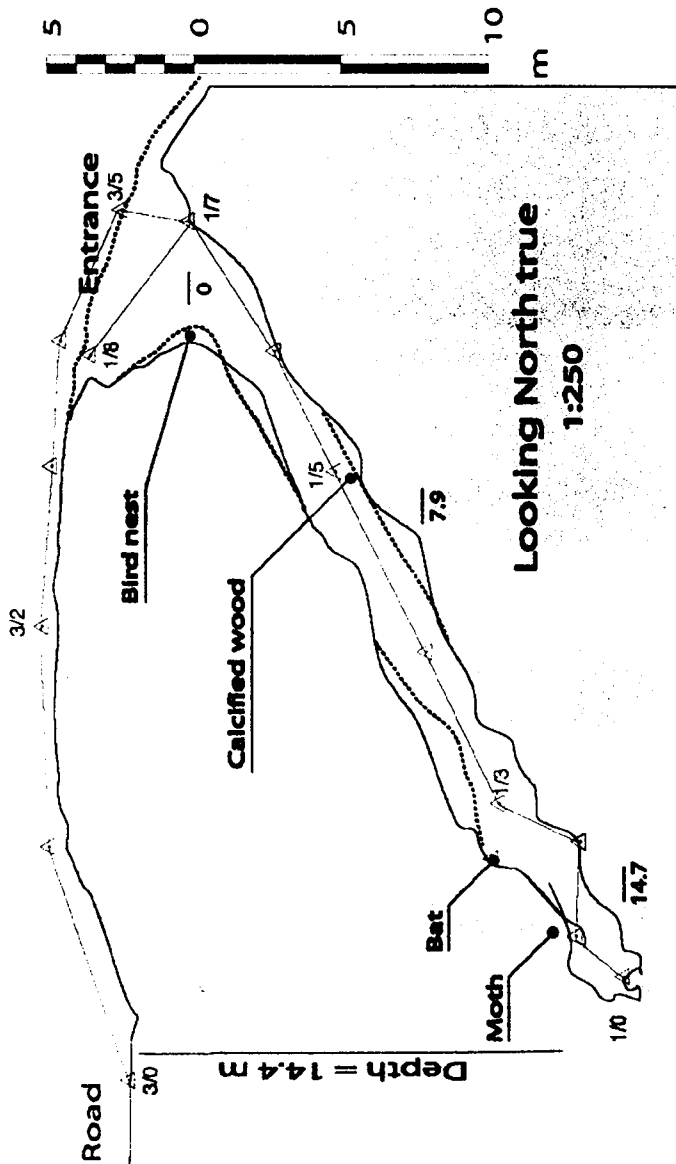 Road
3/0
3/2
Entrance
3/5
1/8
1/7
0
Bird nest
1/5
Calcified wood
7.9
1/3
Bat
Moth
14.7
1/0
Depth = 14.4 m
Looking North true
1:250
5
0
5
10
m